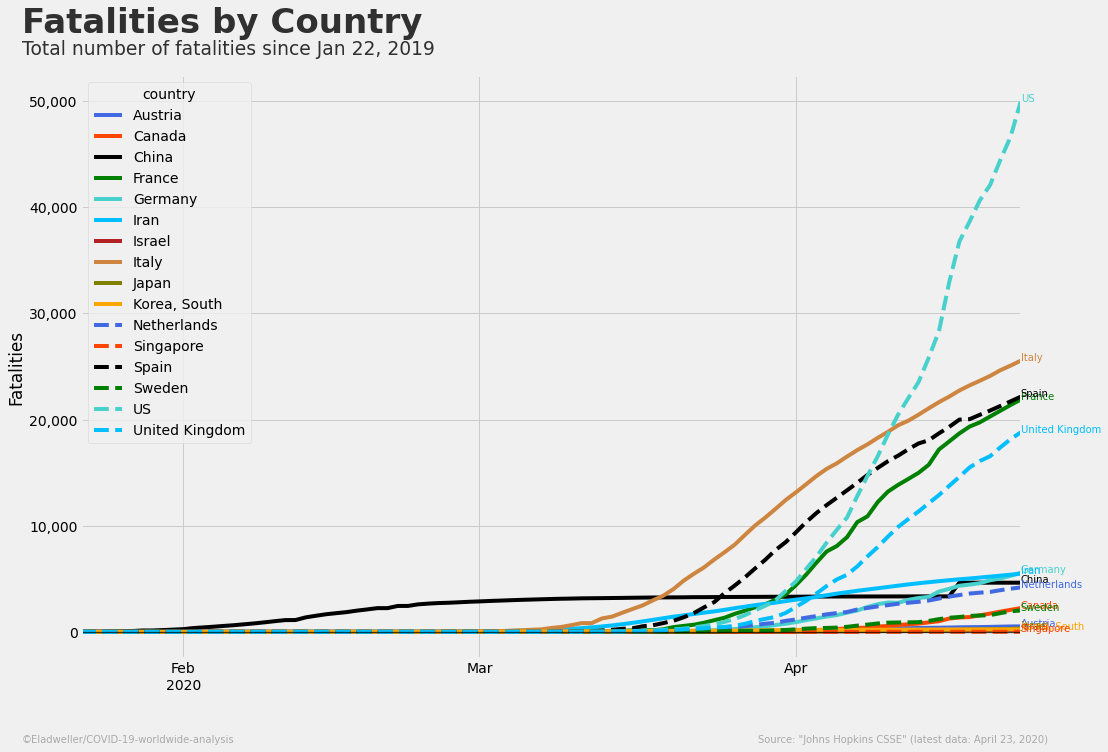 Fatalities by Country
Total number of fatalities since Jan 22, 2019
country
Austria
Canada
China
France
Germany
Iran
Israel
Italy
Japan
Korea, South
Netherlands
Singapore
Spain
Sweden
US
United Kingdom
Fatalities
50,000
40,000
30,000
20,000
10,000
0
Feb
2020
Mar
Apr
US
Italy
Spain
France
United Kingdom
Germany
Iran
China
Netherlands
Canada
Sweden
Austria
South
Singapore
©Eladweller/COVID-19-worldwide-analysis
Source: "Johns Hopkins CSSE" (latest data: April 23, 2020)